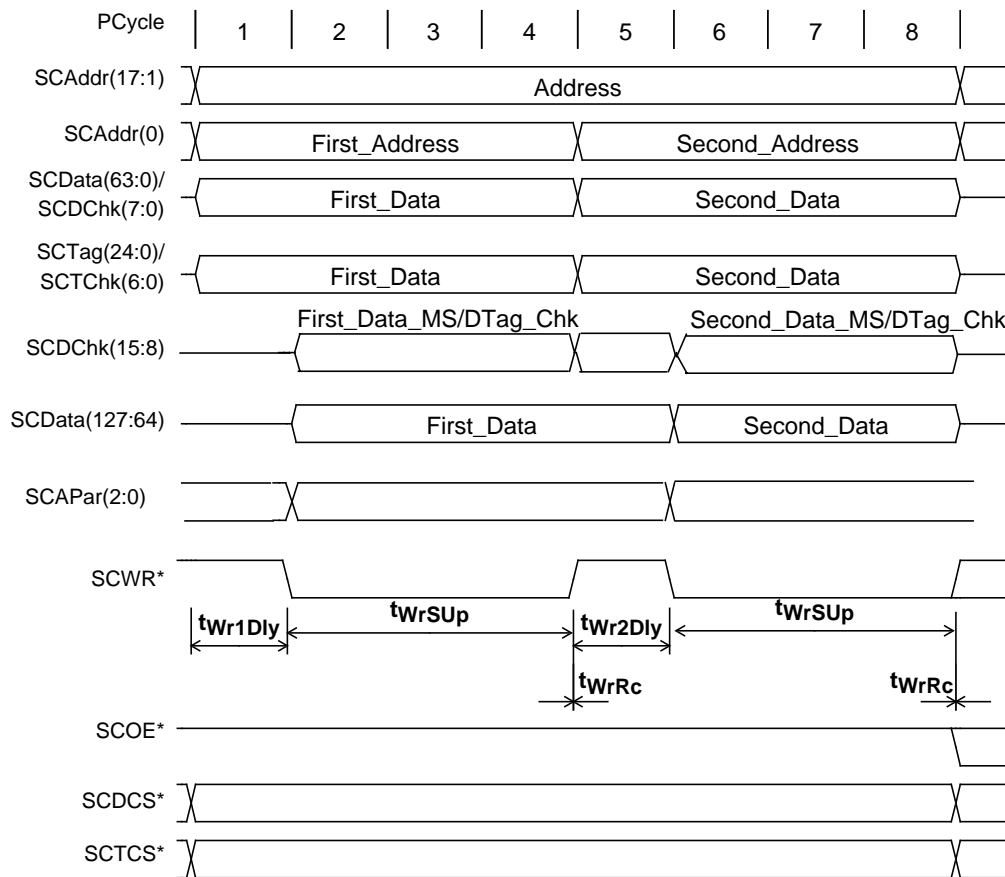 PCycle 1 2 3 4 5 6 7 8
SCAddr(17:1) Address
SCAddr(0) First_Address Second_Address
SCData(63:0)/
SCDChk(7:0) First_Data Second_Data
SCTag(24:0)/
SCTChk(6:0) First_Data Second_Data
First_Data_MS/DTag_Chk Second_Data_MS/DTag_Chk
SCDChk(15:8)
SCData(127:64) First_Data Second_Data
SCAPar(2:0)
SCWR*
tWr1Dly tWrSUp tWr2Dly tWrSUp
tWrRc tWrRc
SCOE*
SCDCS*
SCTCS*